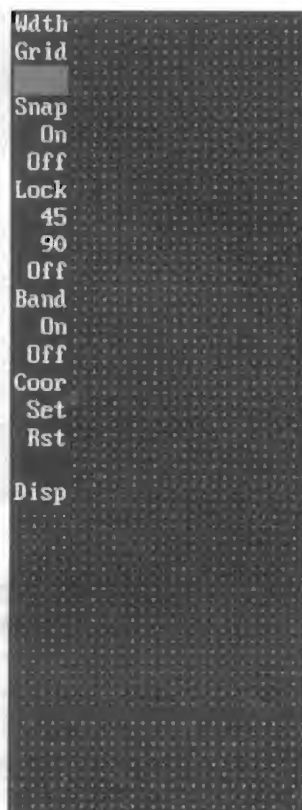 Wdth
Grid
Snap
On
Off
Lock
45
90
Off
Band
On
Off
Coor
Set
Rst
Disp